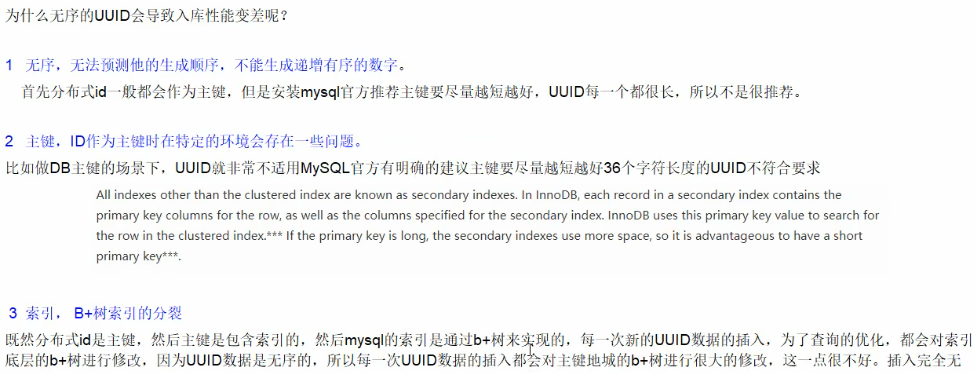 为什么无序的UUID会导致入库性能变差呢？
1 无序，无法预测他的生成顺序，不能生成递增有序的数字。
首先分布式id一般都会作为主键，但是安装mysql官方推荐主键要尽量越短越好，UUID每一个都很长，所以不是很推荐。
2 主键，ID作为主键时在特定的环境会存在一些问题。
比如做DB主键的场景下，UUID就非常不适用MySQL官方有明确的建议主键要尽量越短越好36个字符长度的UUID不符合要求
All indexes other than the clustered index are known as secondary indexes. In InnoDB, each record in a secondary index contains the
primary key columns for the row, as well as the columns specified for the secondary index. InnoDB uses this primary key value to search for
the row in the clustered index.*** If the primary key is long, the secondary indexes use more space, so it is advantageous to have a short
primary key***.
3 索引， B+树索引的分裂
既然分布式id是主键，然后主键是包含索引的，然后mysql的索引是通过b+树来实现的，每一次新的UUID数据的插入，为了查询的优化，都会对索引
底层的b+树进行修改，因为UUID数据是无序的，所以每一次UUID数据的插入都会对主键地域的b+树进行很大的修改，这一点很不好。插入完全无